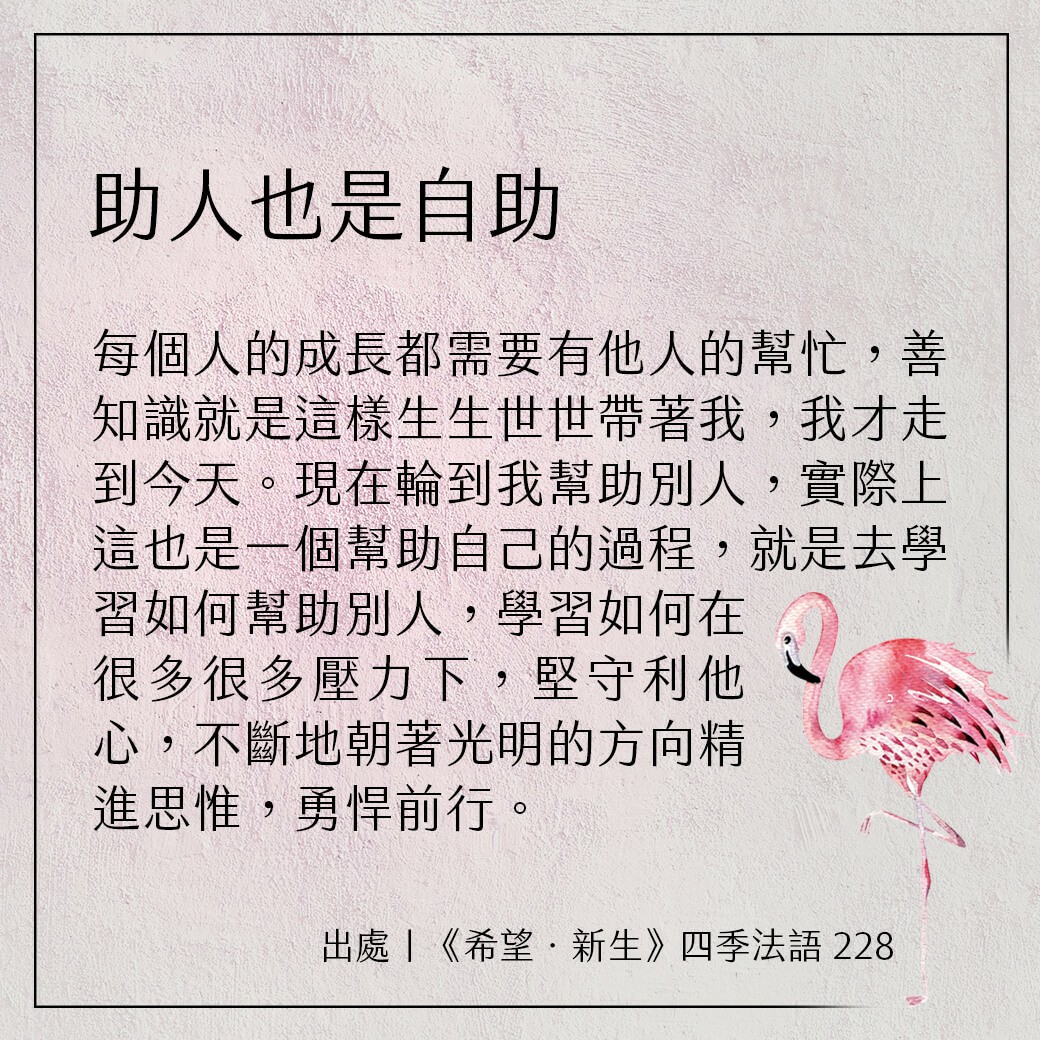 助人也是自助
每個人的成長都需要有他人的幫忙，善
知識就是這樣生生世世帶著我，我才走
到今天。現在輪到我幫助別人，實際上
這也是一個幫助自己的過程，就是去學
習如何幫助別人，學習如何在
很多很多壓力下，堅守利他
心，不斷地朝著光明的方向精
進思惟，勇悍前行。
出處丨《希望．新生》四季法語 228